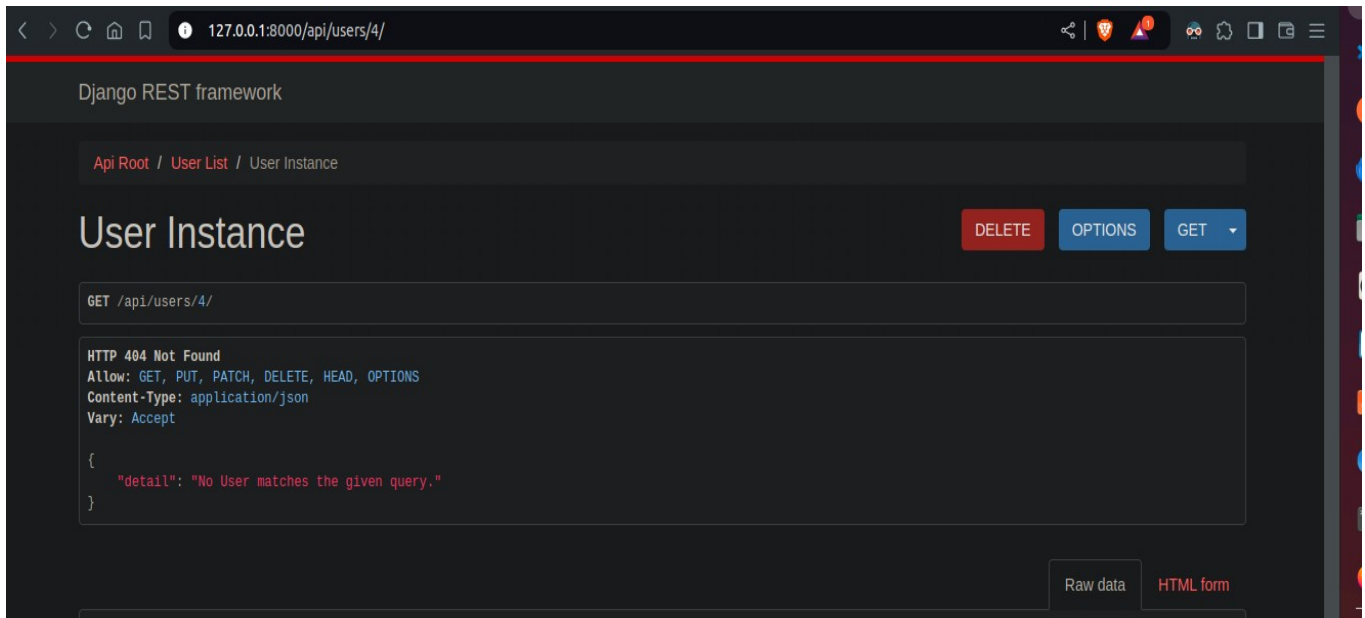 127.0.0.1:8000/api/users/4/
1
Django REST framework
Api Root / User List / User Instance
User Instance
DELETE
OPTIONS
GET
GET /api/users/4/
HTTP 404 Not Found
Allow: GET, PUT, PATCH, DELETE, HEAD, OPTIONS
Content-Type: application/json
Vary: Accept
{
"detail": "No User matches the given query."
}
Raw data
HTML form